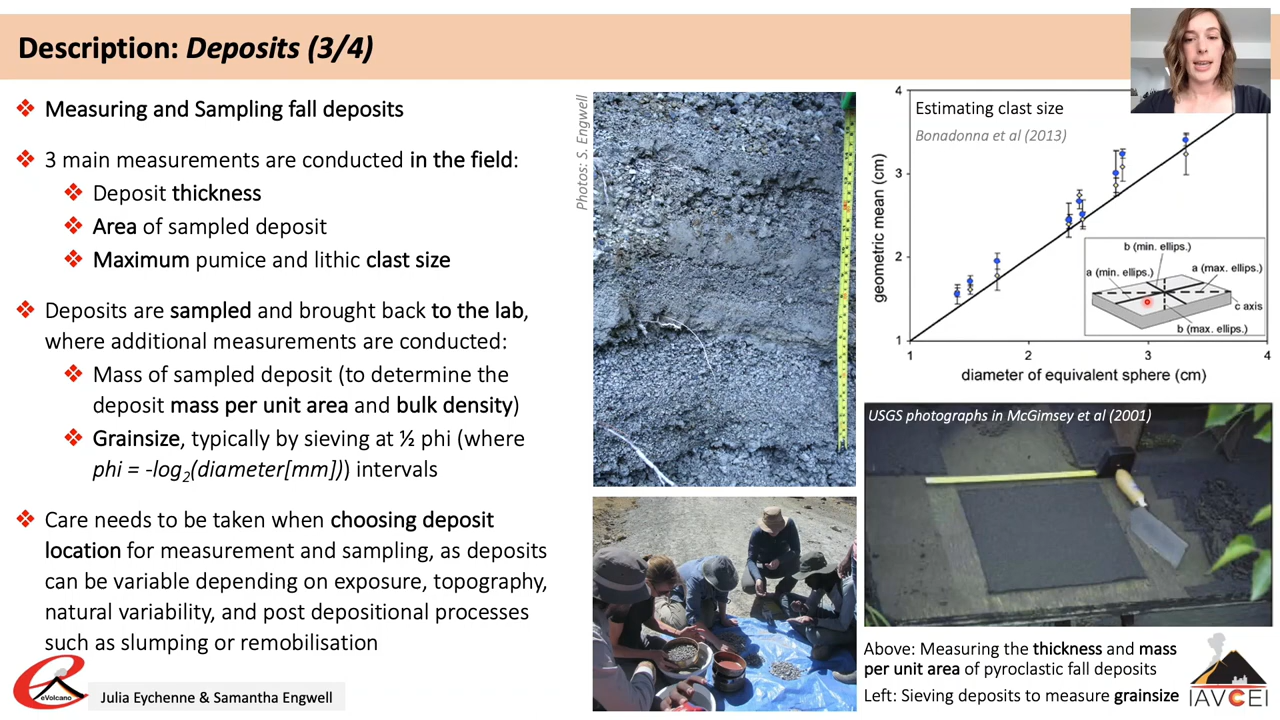 Description: Deposits (3/4)
❖ Measuring and Sampling fall deposits
❖ 3 main measurements are conducted in the field:
❖ Deposit thickness
❖ Area of sampled deposit
❖ Maximum pumice and lithic clast size
❖ Deposits are sampled and brought back to the lab,
where additional measurements are conducted:
❖ Mass of sampled deposit (to determine the
deposit mass per unit area and bulk density)
❖ Grainsize, typically by sieving at ½ phi (where
phi = -log2(diameter[mm])) intervals
❖ Care needs to be taken when choosing deposit
location for measurement and sampling, as deposits
can be variable depending on exposure, topography,
natural variability, and post depositional processes
such as slumping or remobilisation
eVolcano
Julia Eychenne & Samantha Engwell
Photos: S. Engwell
Estimating clast size
Bonadonna et al (2013)
geometric mean (cm)
4
3
2
1
1 2 3 4
diameter of equivalent sphere (cm)
b (min. ellips.)
a (min. ellips.)
a (max. ellips.)
c axis
b (max. ellips.)
USGS photographs in McGimsey et al (2001)
Above: Measuring the thickness and mass
per unit area of pyroclastic fall deposits
Left: Sieving deposits to measure grainsize
IAVCEI